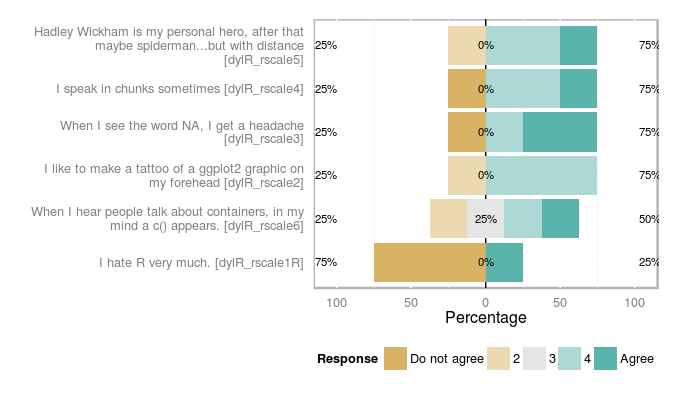 Hadley Wickham is my personal hero, after that
maybe spiderman...but with distance
[dylR_rscale5]
25% 0% 75%
I speak in chunks sometimes [dylR_rscale4]
25% 0% 75%
When I see the word NA, I get a headache
[dylR_rscale3]
25% 0% 75%
I like to make a tattoo of a ggplot2 graphic on
my forehead [dylR_rscale2]
25% 0% 75%
When I hear people talk about containers, in my
mind a c() appears. [dylR_rscale6]
25% 25% 50%
I hate R very much. [dylR_rscale1R]
75% 0% 25%
100 50 0 50 100
Percentage
Response Do not agree 2 3 4 Agree